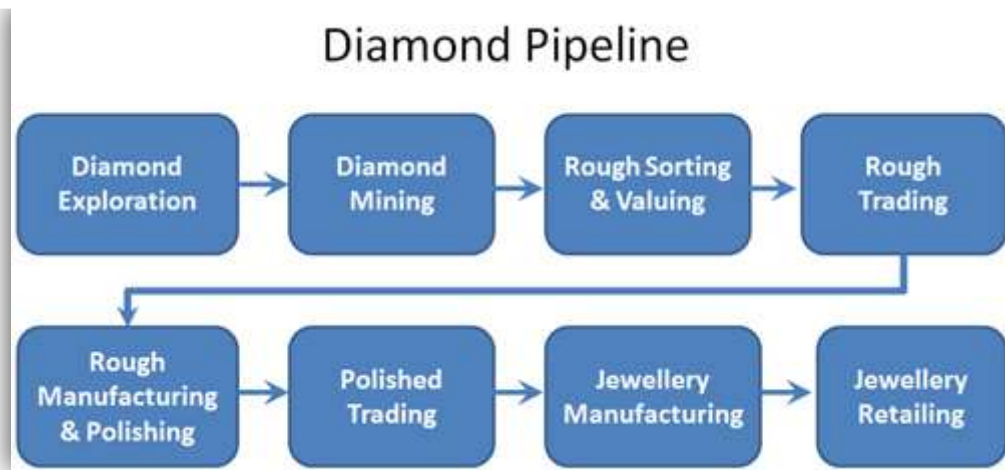 Diamond Pipeline
Diamond
Exploration
Diamond
Mining
Rough Sorting
& Valuing
Rough
Trading
Rough
Manufacturing
& Polishing
Polished
Trading
Jewellery
Manufacturing
Jewellery
Retailing